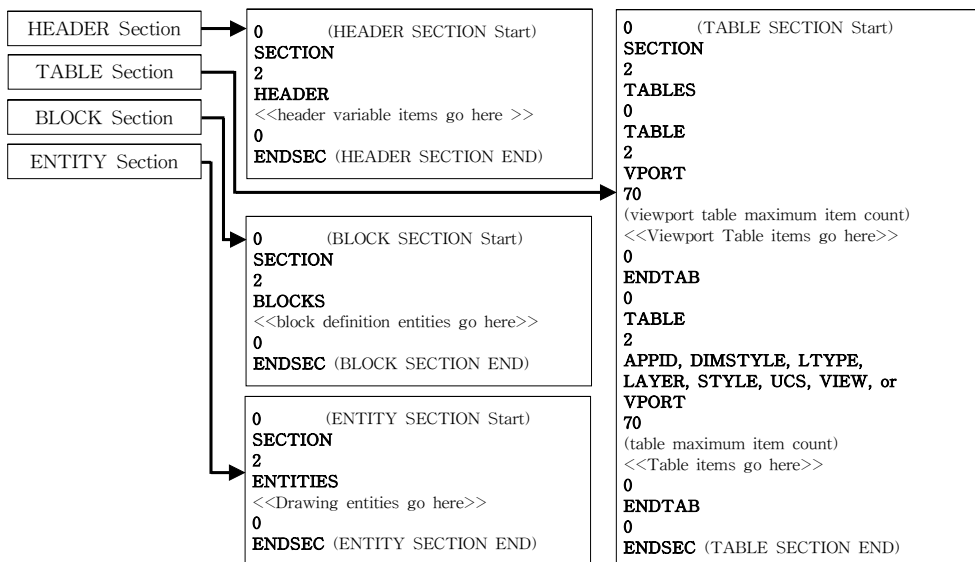 HEADER Section
TABLE Section
BLOCK Section
ENTITY Section
0 (HEADER SECTION Start)
SECTION
2
HEADER
<<header variable items go here >>
0
ENDSEC (HEADER SECTION END)
0 (BLOCK SECTION Start)
SECTION
2
BLOCKS
<<block definition entities go here>>
0
ENDSEC (BLOCK SECTION END)
0 (ENTITY SECTION Start)
SECTION
2
ENTITIES
<<Drawing entities go here>>
0
ENDSEC (ENTITY SECTION END)
0 (TABLE SECTION Start)
SECTION
2
TABLES
0
TABLE
2
VPORT
70
(viewport table maximum item count)
<<Viewport Table items go here>>
0
ENDTAB
0
TABLE
2
APPID, DIMSTYLE, LTYPE,
LAYER, STYLE, UCS, VIEW, or
VPORT
70
(table maximum item count)
<<Table items go here>>
0
ENDTAB
0
ENDSEC (TABLE SECTION END)